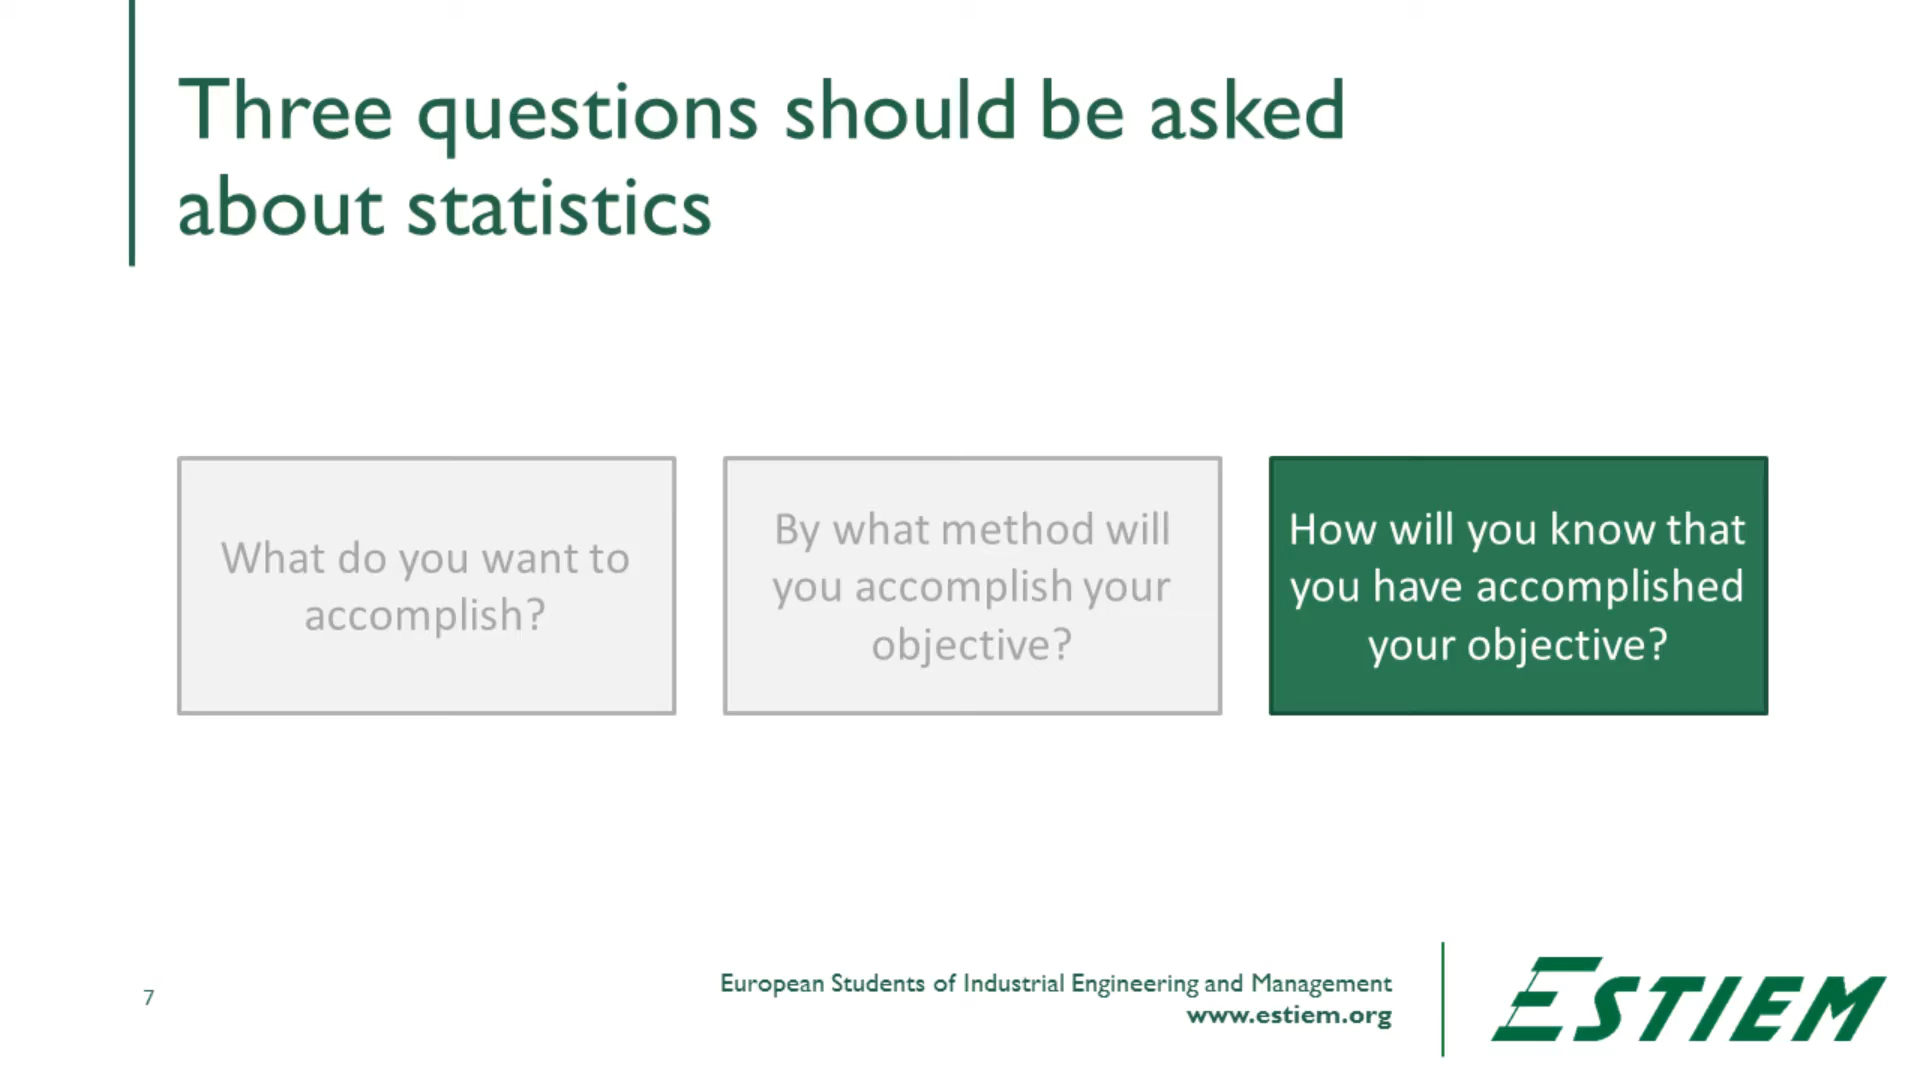 Three questions should be asked
about statistics
What do you want to
accomplish?
By what method will
you accomplish your
objective?
How will you know that
you have accomplished
your objective?
7
European Students of Industrial Engineering and Management
www.estiem.org
ESTIEM